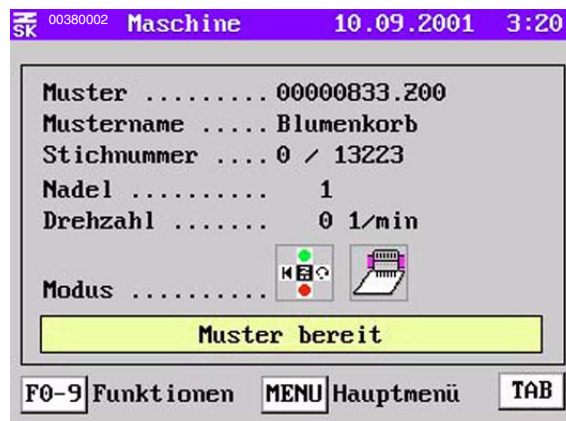 SK 00380002 Maschine 10.09.2001 3:20
Muster ......... 00000833.Z00
Mustername ..... Blumenkorb
Stichnummer .... 0 / 13223
Nadel .......... 1
Drehzahl ....... 0 1/min
Modus ..........
Muster bereit
F0-9 Funktionen MENU Hauptmenü TAB